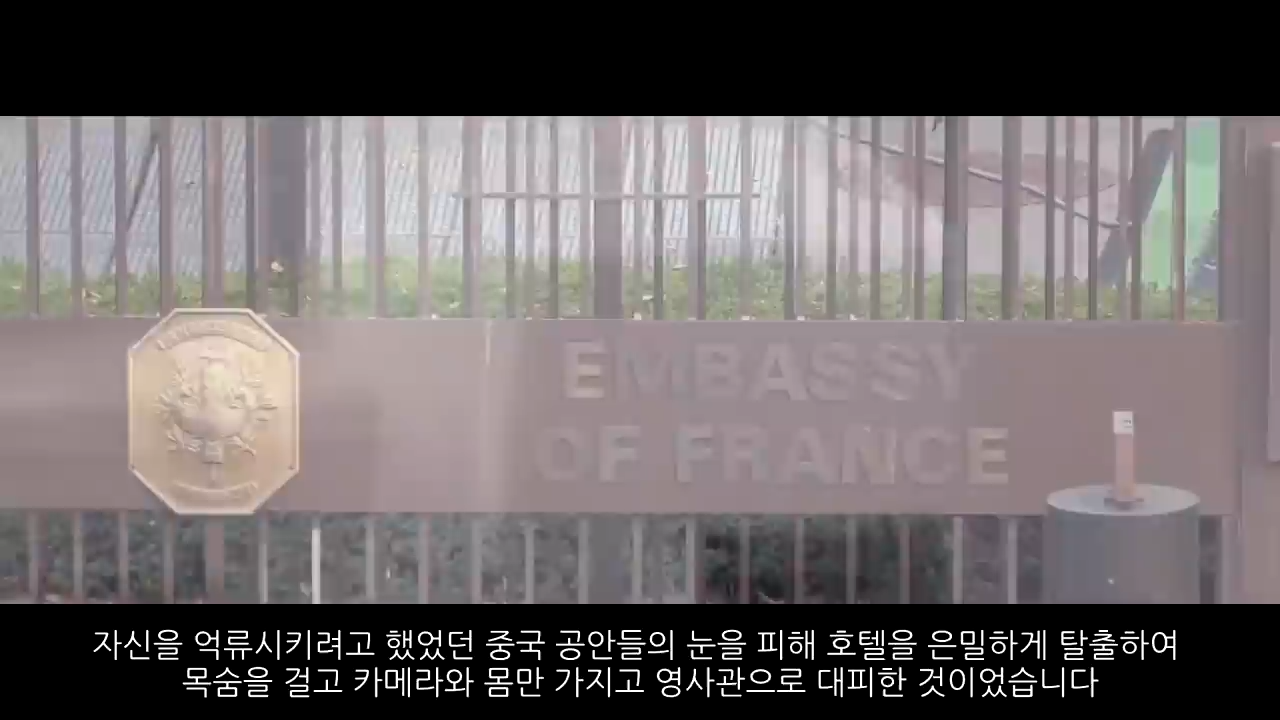 EMBASSY
OF FRANCE
자신을 억류시키려고 했었던 중국 공안들의 눈을 피해 호텔을 은밀하게 탈출하여
목숨을 걸고 카메라와 몸만 가지고 영사관으로 대피한 것이었습니다